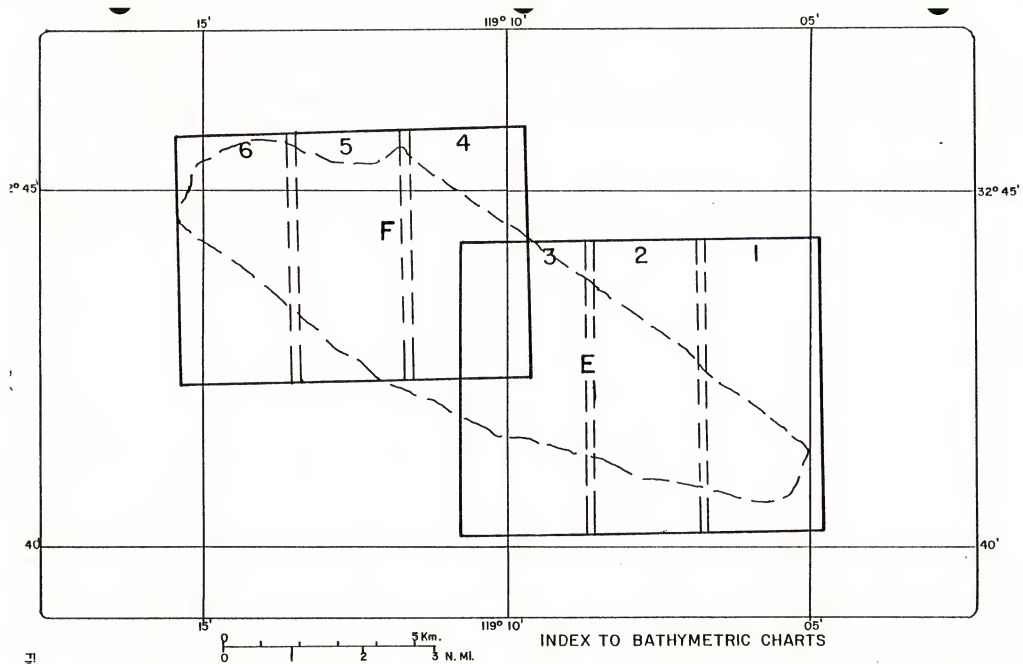 15' 119° 10' 05'
6 5 4
2° 45' 32° 45'
F
3 2 1
E
40' 40'
15' 119° 10' 05'
0 5 Km.
0 1 2 3 N. MI.
INDEX TO BATHYMETRIC CHARTS